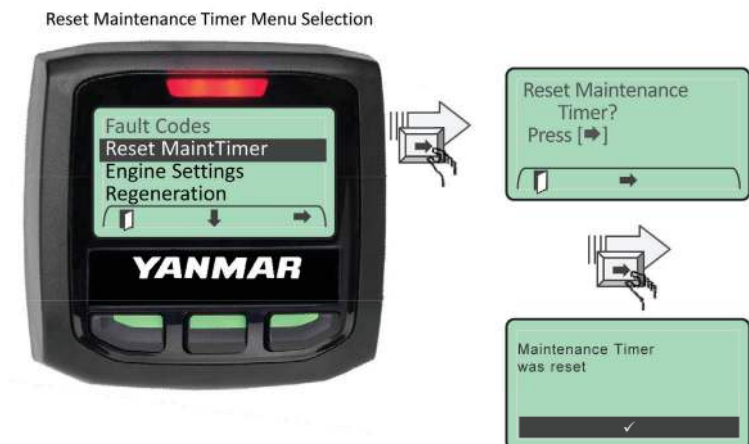 Reset Maintenance Timer Menu Selection
Fault Codes
Reset MaintTimer
Engine Settings
Regeneration
YANMAR
Reset Maintenance
Timer?
Press [➡]
Maintenance Timer
was reset